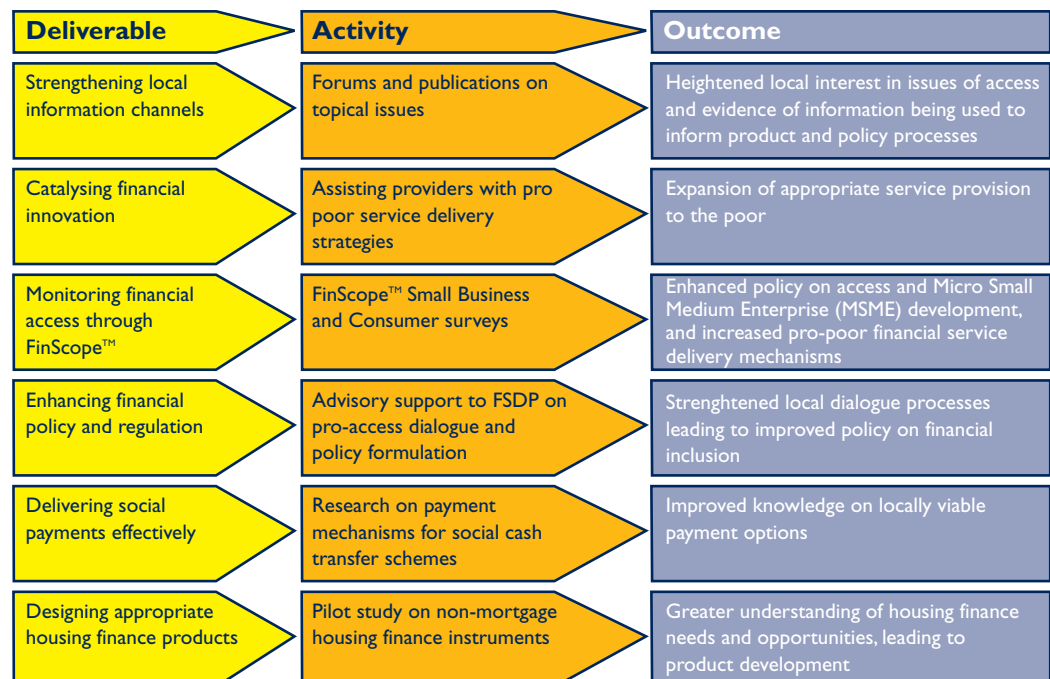 Deliverable
Activity
Outcome
Strengthening local
information channels
Forums and publications on
topical issues
Heightened local interest in issues of access
and evidence of information being used to
inform product and policy processes
Catalysing financial
innovation
Assisting providers with pro
poor service delivery
strategies
Expansion of appropriate service provision
to the poor
Monitoring financial
access through
FinScope™
FinScope™ Small Business
and Consumer surveys
Enhanced policy on access and Micro Small
Medium Enterprise (MSME) development,
and increased pro-poor financial service
delivery mechanisms
Enhancing financial
policy and regulation
Advisory support to FSDP on
pro-access dialogue and
policy formulation
Strenghtened local dialogue processes
leading to improved policy on financial
inclusion
Delivering social
payments effectively
Research on payment
mechanisms for social cash
transfer schemes
Improved knowledge on locally viable
payment options
Designing appropriate
housing finance products
Pilot study on non-mortgage
housing finance instruments
Greater understanding of housing finance
needs and opportunities, leading to
product development